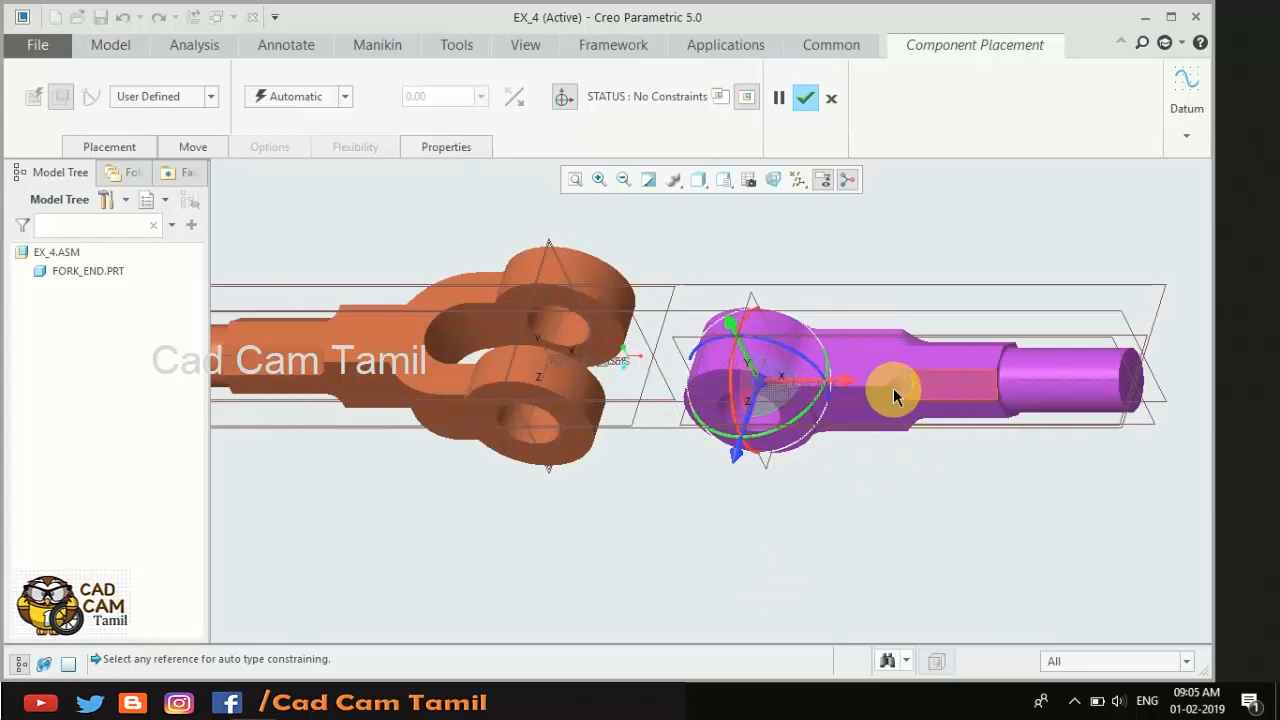 EX_4 (Active) - Creo Parametric 5.0
File Model Analysis Annotate Manikin Tools View Framework Applications Common Component Placement
User Defined Automatic 0.00 STATUS : No Constraints
Datum
Placement Move Options Flexibility Properties
Model Tree Fol Fav
Model Tree
EX_4.ASM
FORK_END.PRT
Y
X
Z
Y
X
Z
Cad Cam Tamil
CAD
CAM
Tamil
Select any reference for auto type constraining.
All
/Cad Cam Tamil
ENG
09:05 AM
01-02-2019
1